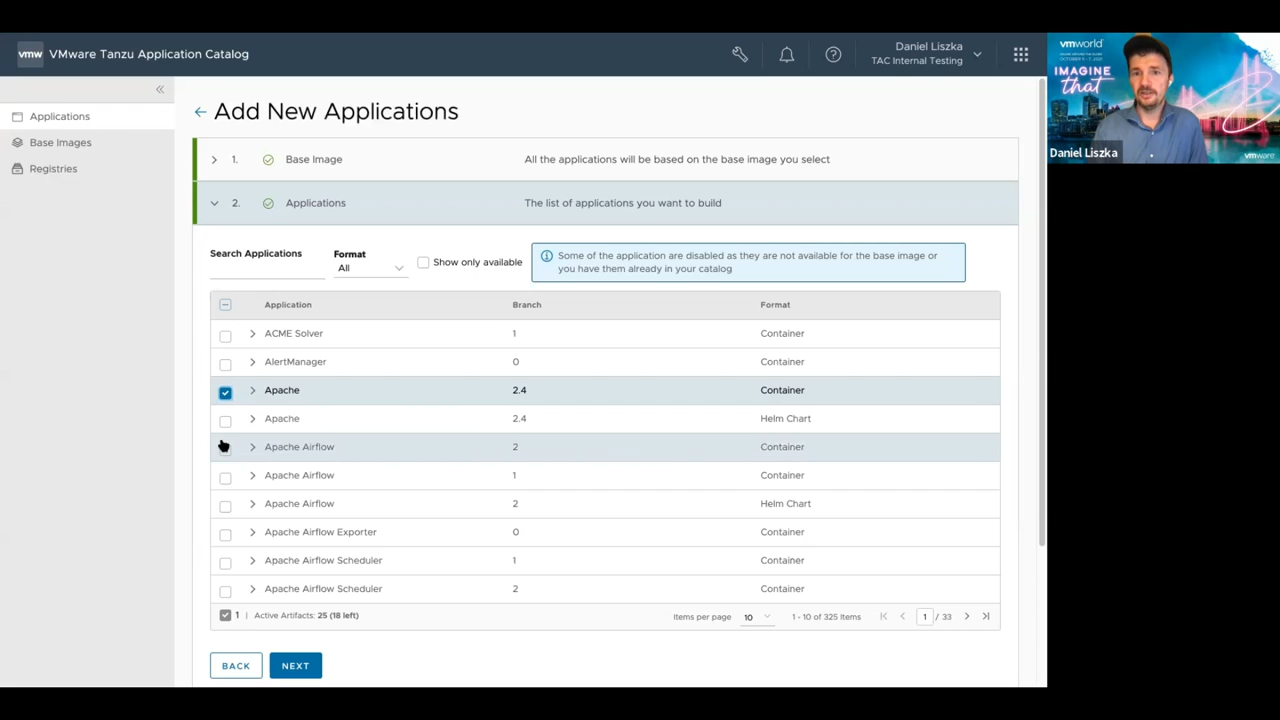 vmw VMware Tanzu Application Catalog
Daniel Liszka
TAC Internal Testing
Applications
Base Images
Registries
Add New Applications
1. Base Image All the applications will be based on the base image you select
2. Applications The list of applications you want to build
Search Applications
Format
All
Show only available
Some of the application are disabled as they are not available for the base image or
you have them already in your catalog
Application Branch Format
ACME Solver 1 Container
AlertManager 0 Container
Apache 2.4 Container
Apache 2.4 Helm Chart
Apache Airflow 2 Container
Apache Airflow 1 Container
Apache Airflow 2 Helm Chart
Apache Airflow Exporter 0 Container
Apache Airflow Scheduler 1 Container
Apache Airflow Scheduler 2 Container
1 | Active Artifacts: 25 (18 left) Items per page 10 1 - 10 of 325 Items 1 / 33
BACK NEXT
vmworld
IMAGINE
that
Daniel Liszka
vmware